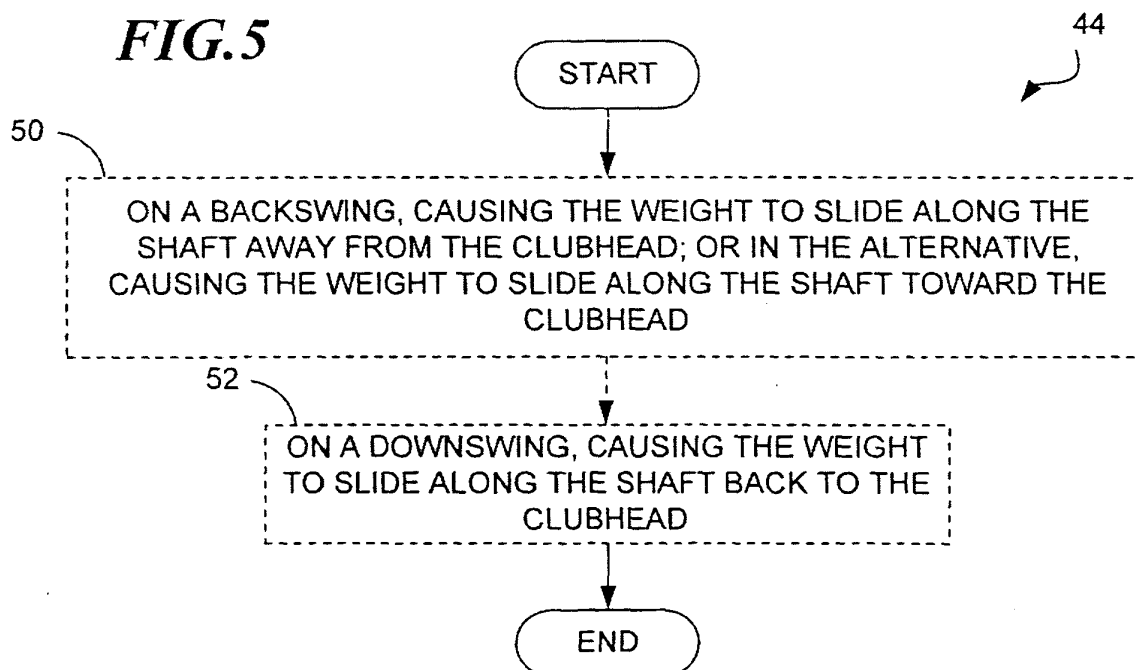 FIG.5
44
START
50
ON A BACKSWING, CAUSING THE WEIGHT TO SLIDE ALONG THE
SHAFT AWAY FROM THE CLUBHEAD; OR IN THE ALTERNATIVE,
CAUSING THE WEIGHT TO SLIDE ALONG THE SHAFT TOWARD THE
CLUBHEAD
52
ON A DOWNSWING, CAUSING THE WEIGHT
TO SLIDE ALONG THE SHAFT BACK TO THE
CLUBHEAD
END